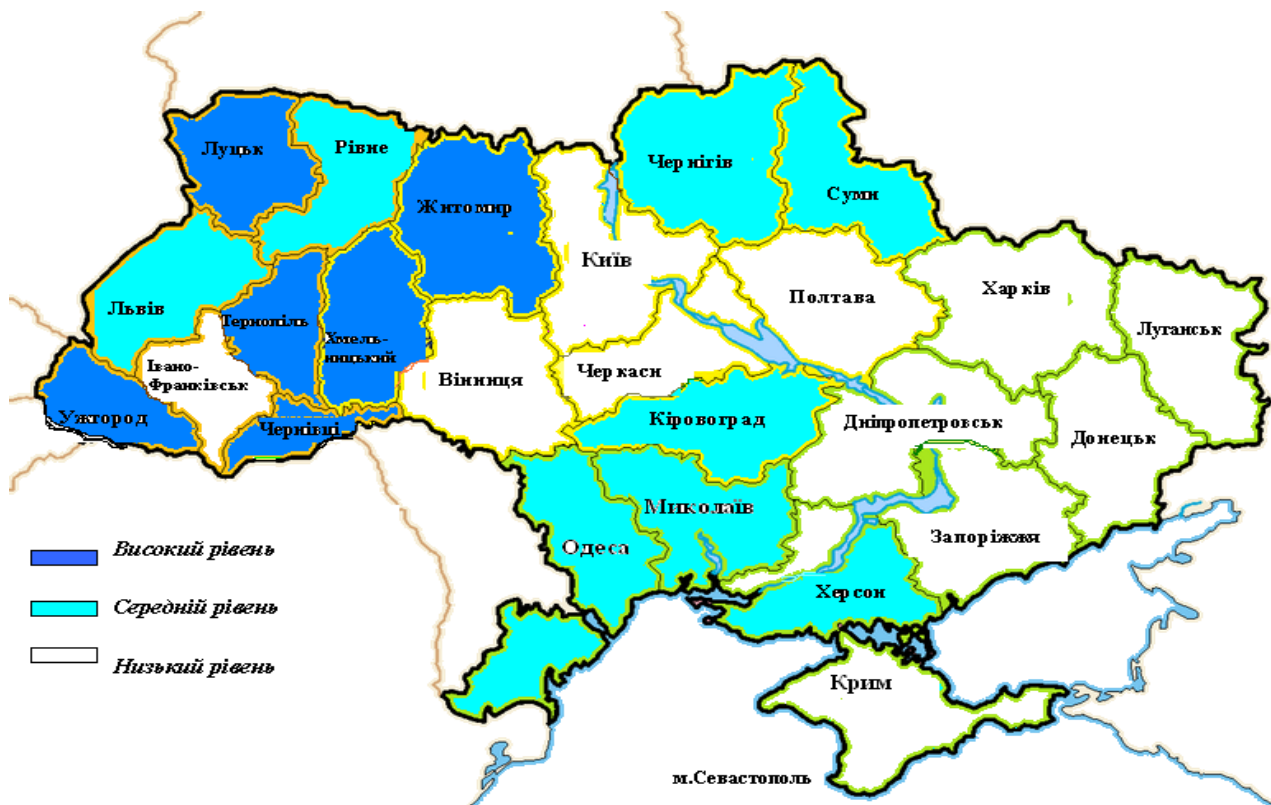 Луцьк
Рівне
Житомир
Чернігів
Суми
Київ
Полтава
Харків
Луганськ
Львів
Тернопіль
Хмель-
ницький
Івано-
Франківськ
Вінниця
Черкаси
Ужгород
Чернівці
Кіровоград
Дніпропетровськ
Донецьк
Миколаїв
Одеса
Запоріжжя
Херсон
Крим
м.Севастополь
Високий рівень
Середній рівень
Низький рівень